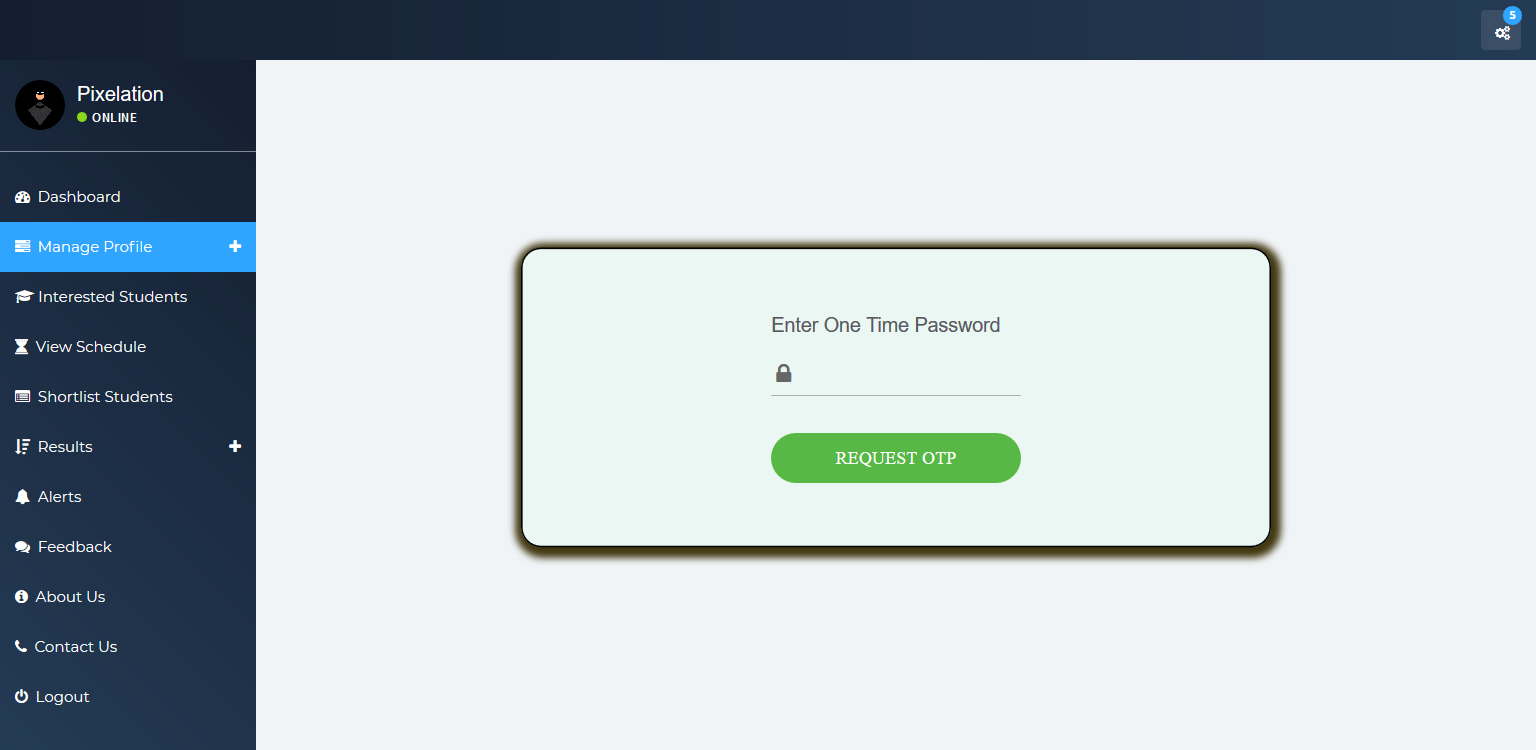 5
Pixelation
ONLINE
Dashboard
Manage Profile
Interested Students
View Schedule
Shortlist Students
Results
Alerts
Feedback
About Us
Contact Us
Logout
Enter One Time Password
REQUEST OTP